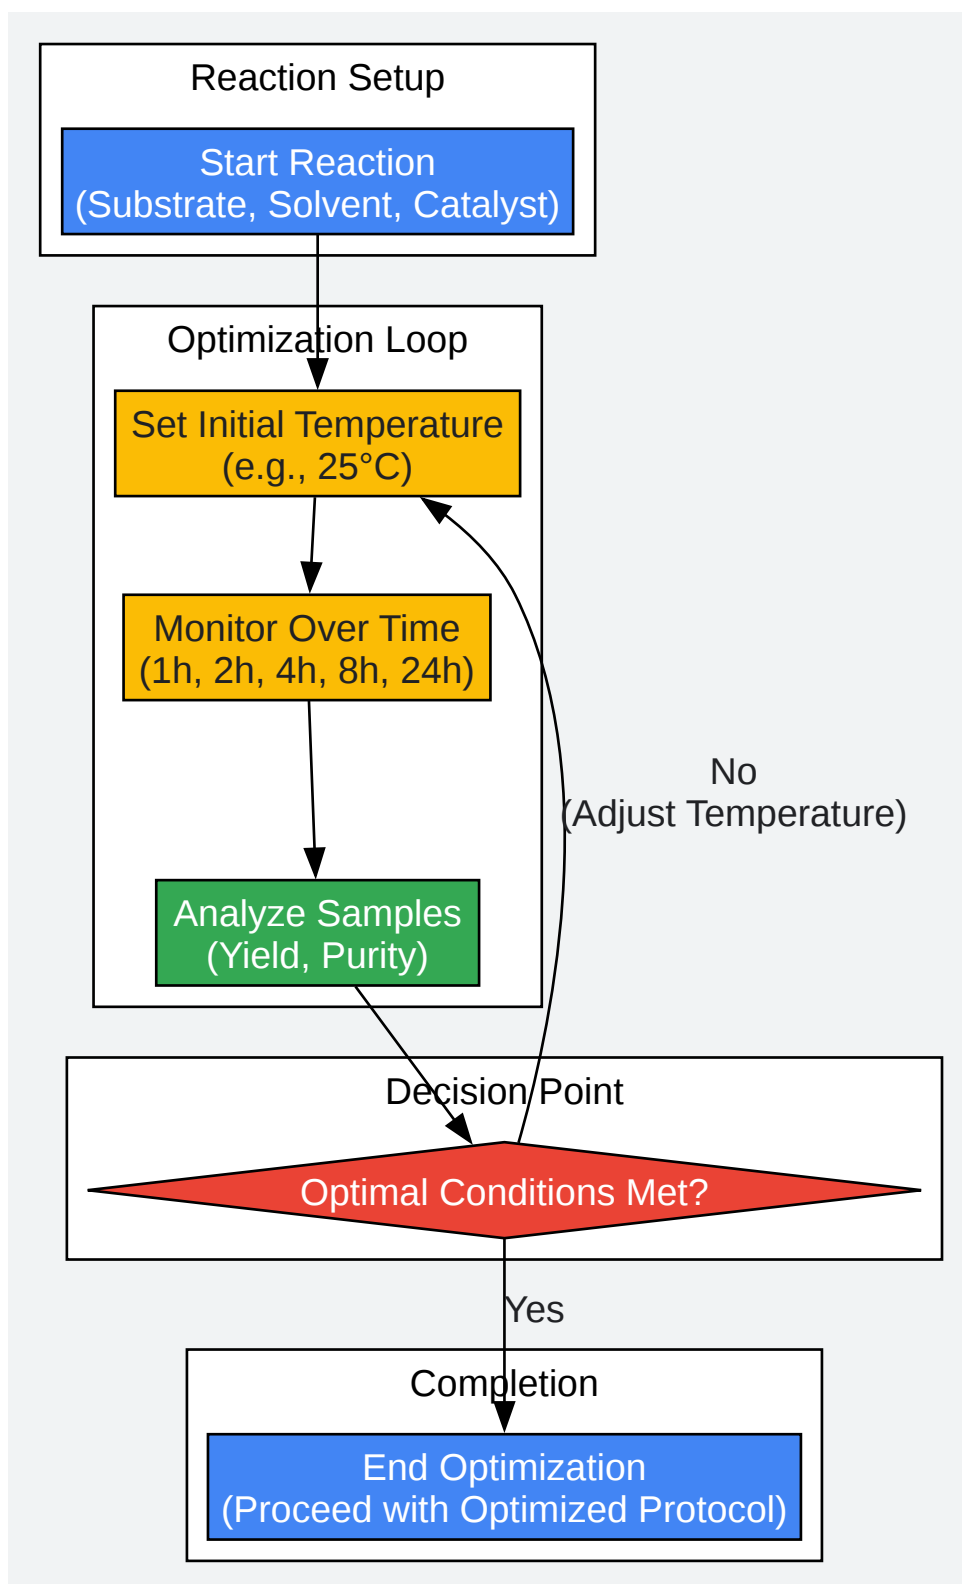 Reaction Setup
Start Reaction
(Substrate, Solvent, Catalyst)
Optimization Loop
Set Initial Temperature
(e.g., 25°C)
Monitor Over Time
(1h, 2h, 4h, 8h, 24h)
No
(Adjust Temperature)
Analyze Samples
(Yield, Purity)
Decision Point
Optimal Conditions Met?
Yes
Completion
End Optimization
(Proceed with Optimized Protocol)